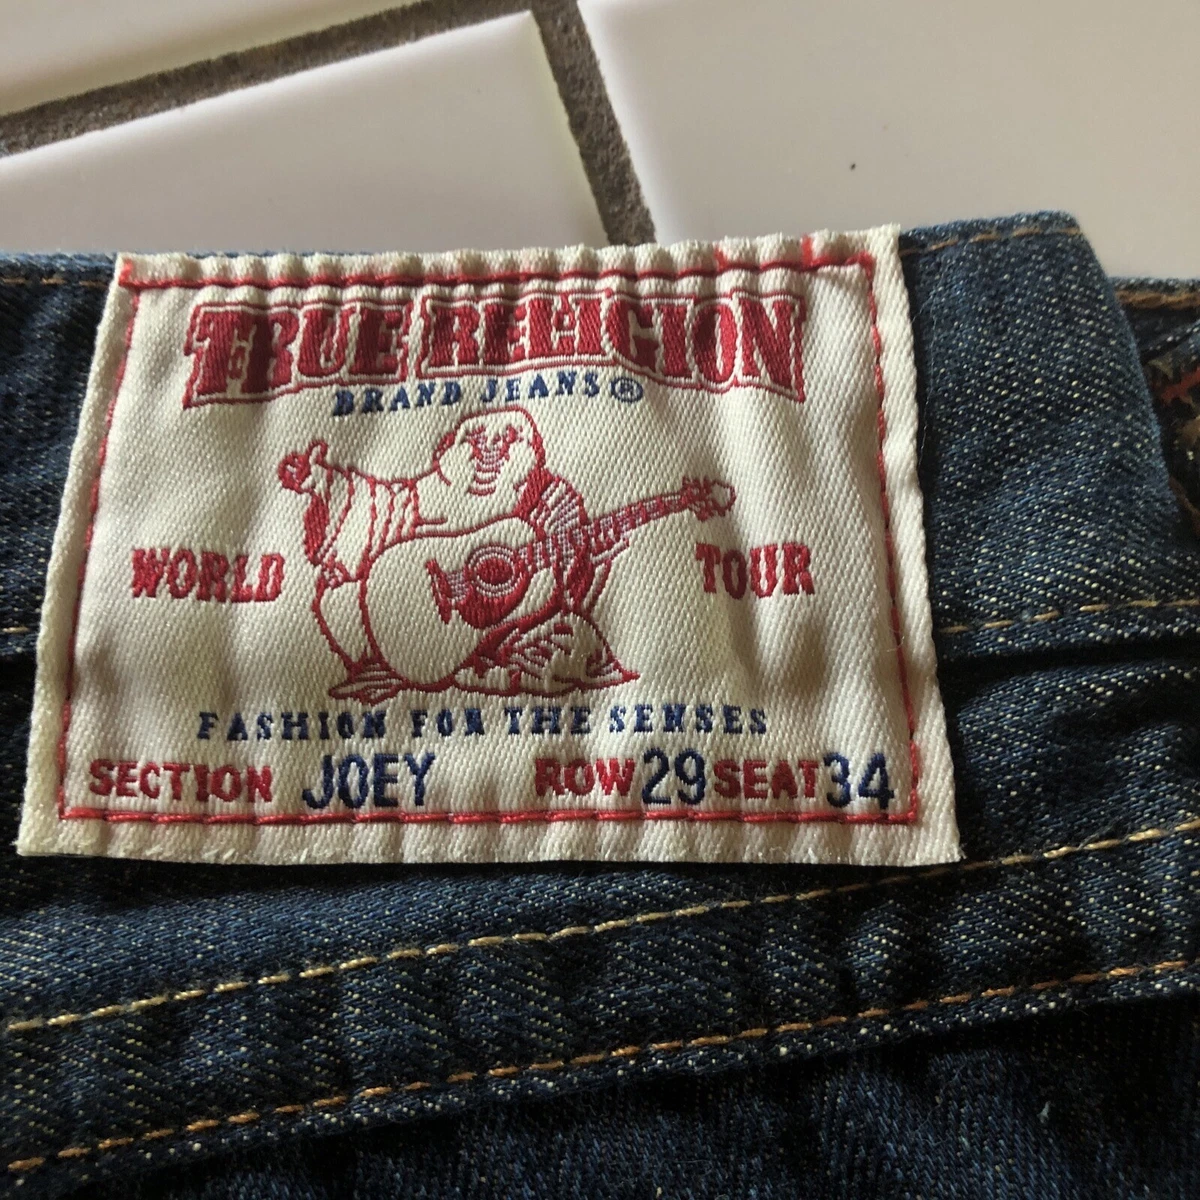 TRUE RELIGION
BRAND JEANS®
WORLD TOUR
FASHION FOR THE SENSES
SECTION JOEY ROW 29 SEAT 34